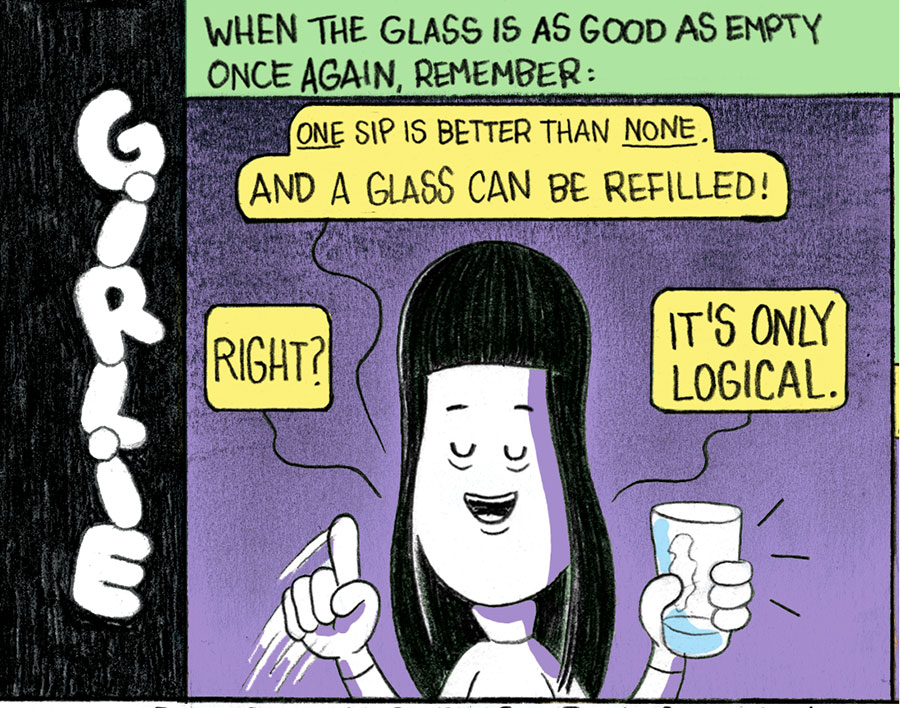 GIRLIE
WHEN THE GLASS IS AS GOOD AS EMPTY
ONCE AGAIN, REMEMBER:
ONE SIP IS BETTER THAN NONE.
AND A GLASS CAN BE REFILLED!
RIGHT?
IT'S ONLY
LOGICAL.